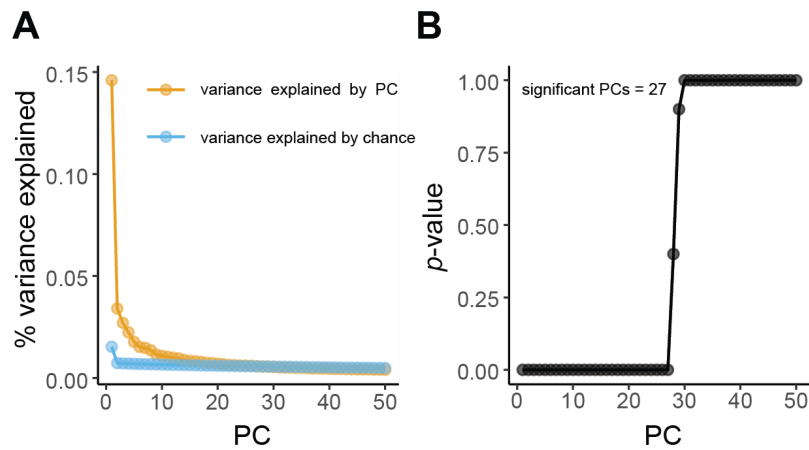 A
% variance explained
0.15
0.10
0.05
0.00
variance explained by PC
variance explained by chance
0 10 20 30 40 50
PC
B
p-value
1.00
0.75
0.50
0.25
0.00
significant PCs = 27
0 10 20 30 40 50
PC